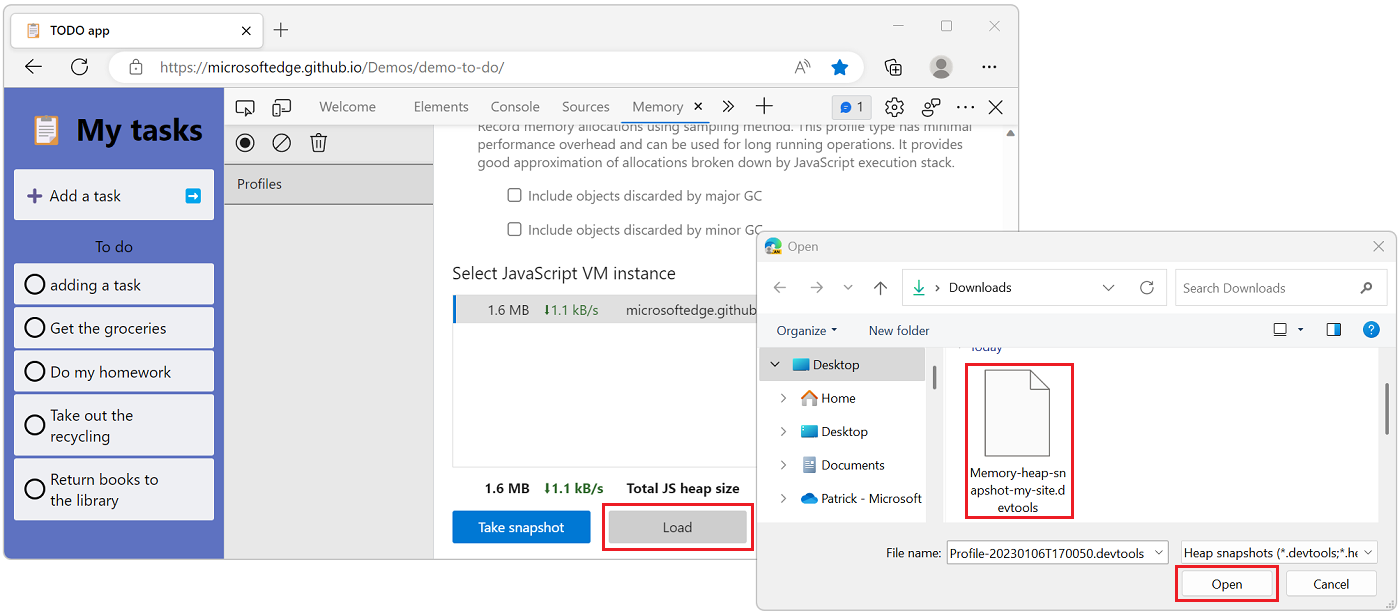 TODO app
https://microsoftedge.github.io/Demos/demo-to-do/
My tasks
Add a task
To do
adding a task
Get the groceries
Do my homework
Take out the
recycling
Return books to
the library
Welcome Elements Console Sources Memory 1
Profiles
Record memory allocations using sampling method. This profile type has minimal
performance overhead and can be used for long running operations. It provides
good approximation of allocations broken down by JavaScript execution stack.
Include objects discarded by major GC
Include objects discarded by minor GC
Select JavaScript VM instance
1.6 MB 1.1 kB/s microsoftedge.github
1.6 MB 1.1 kB/s Total JS heap size
Take snapshot Load
Open
Downloads
Search Downloads
Organize New folder
Desktop
Home
Desktop
Documents
Patrick - Microsoft
Today
Memory-heap-sn
apshot-my-site.d
evtools
File name: Profile-20230106T170050.devtools Heap snapshots (*.devtools;*.he
Open Cancel